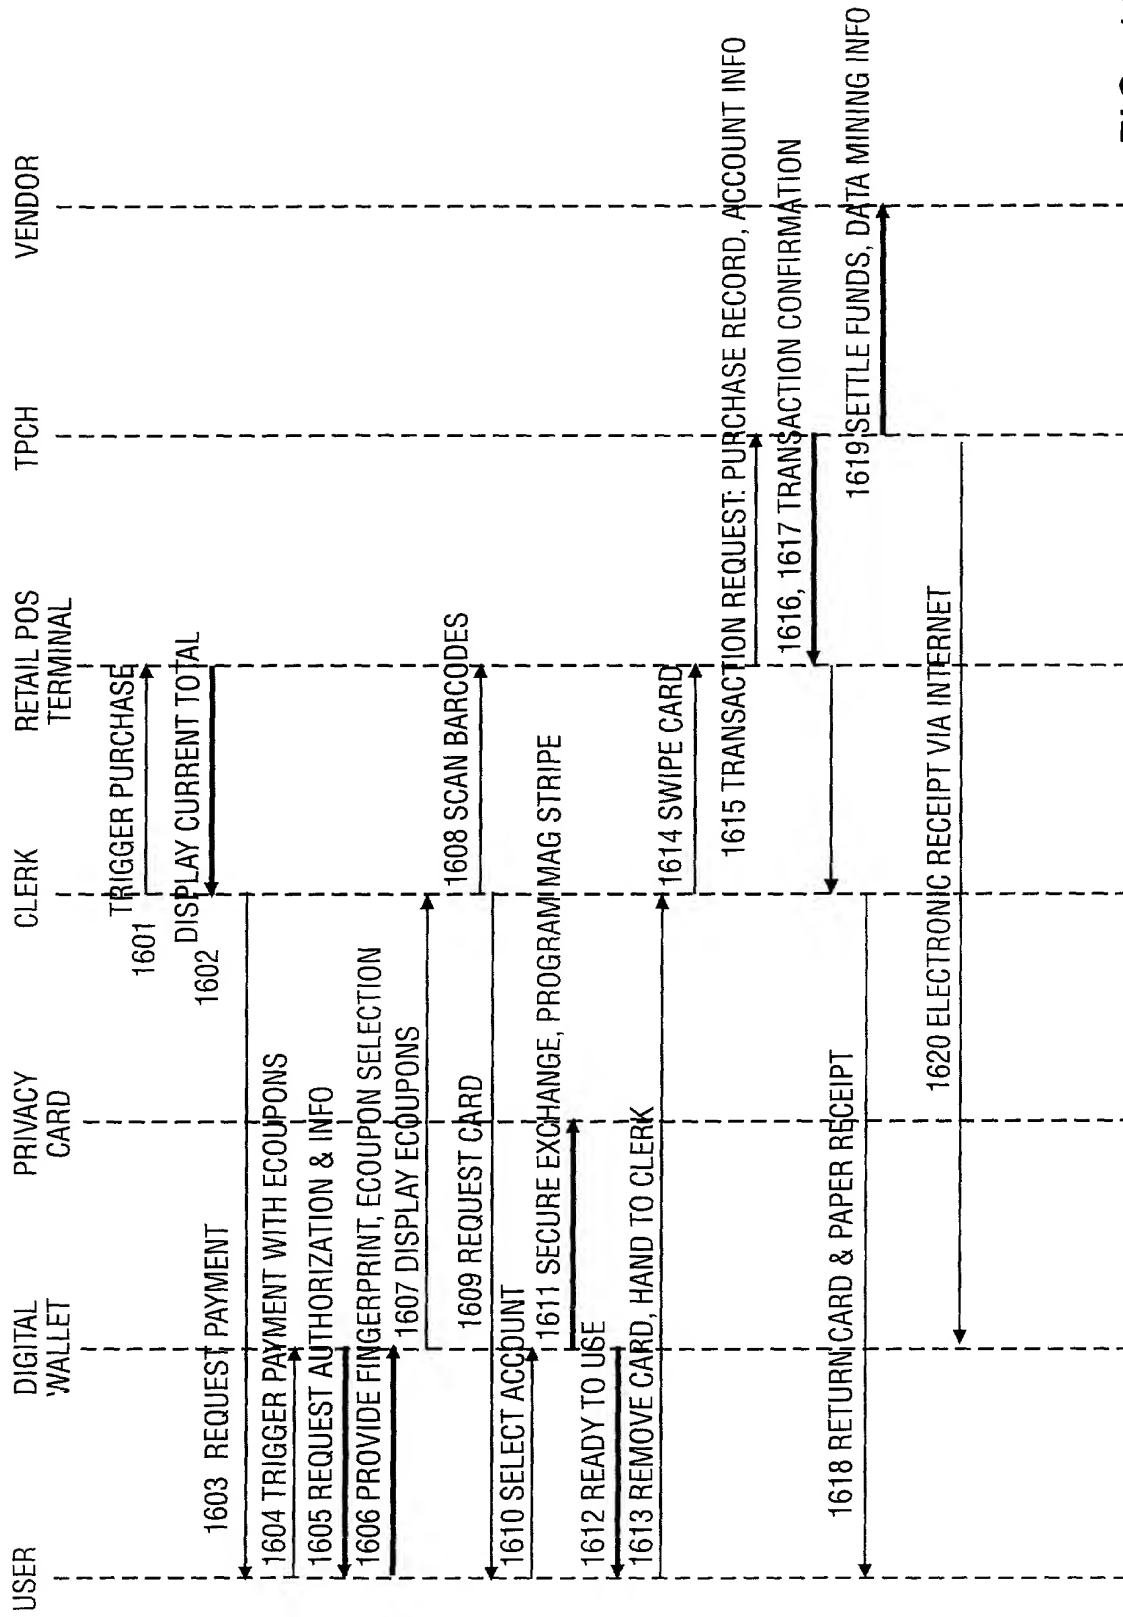 USER
DIGITAL
WALLET
PRIVACY
CARD
CLERK
RETAIL POS
TERMINAL
TPCH
VENDOR
TRIGGER PURCHASE
1601
DISPLAY CURRENT TOTAL
1602
1603 REQUEST PAYMENT
1604 TRIGGER PAYMENT WITH ECOUPONS
1605 REQUEST AUTHORIZATION & INFO
1606 PROVIDE FINGERPRINT, ECOUPON SELECTION
1607 DISPLAY ECOUPONS
1608 SCAN BARCODES
1609 REQUEST CARD
1610 SELECT ACCOUNT
1611 SECURE EXCHANGE, PROGRAM MAG STRIPE
1612 READY TO USE
1613 REMOVE CARD, HAND TO CLERK
1614 SWIPE CARD
1615 TRANSACTION REQUEST: PURCHASE RECORD, ACCOUNT INFO
1616, 1617 TRANSACTION CONFIRMATION
1618 RETURN CARD & PAPER RECEIPT
1619 SETTLE FUNDS, DATA MINING INFO
1620 ELECTRONIC RECEIPT VIA INTERNET